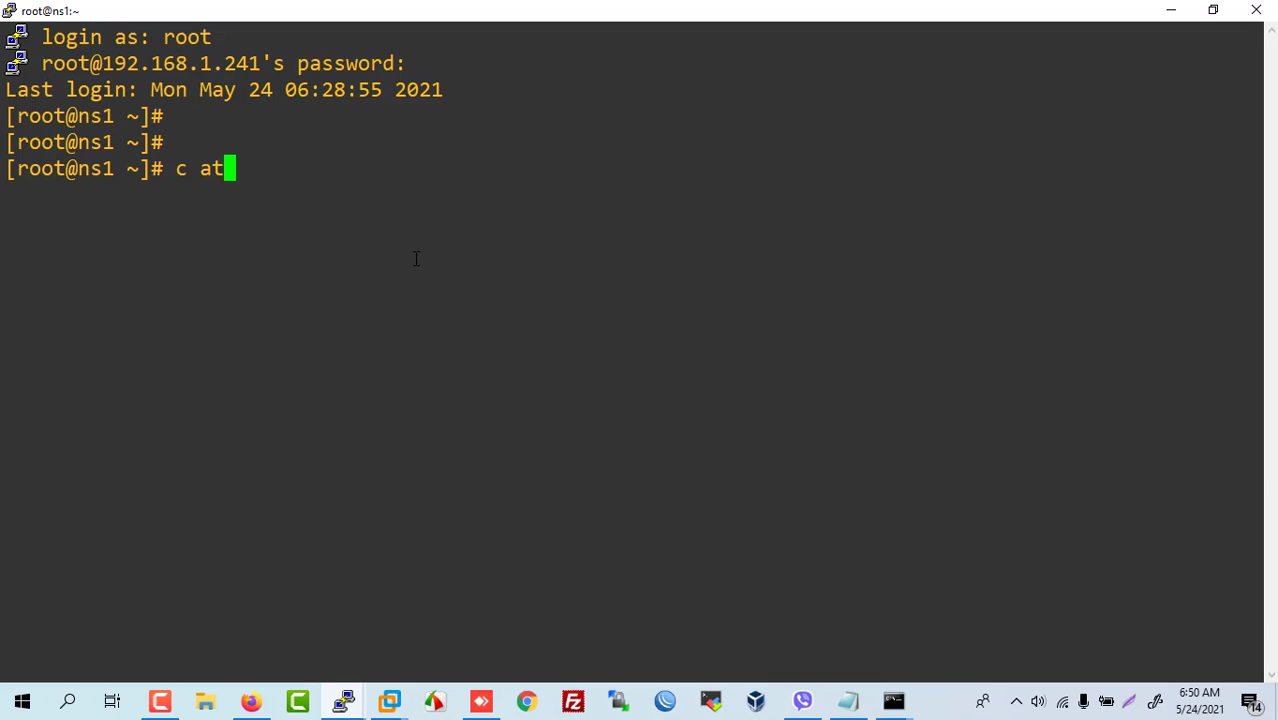 root@ns1:~
login as: root
root@192.168.1.241's password:
Last login: Mon May 24 06:28:55 2021
[root@ns1 ~]#
[root@ns1 ~]#
[root@ns1 ~]# c at
6:50 AM
5/24/2021
14